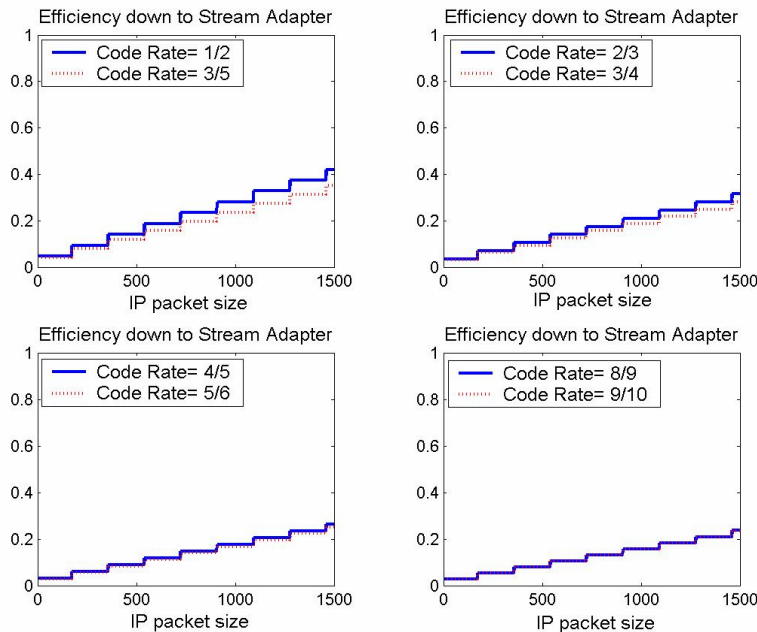 Efficiency down to Stream Adapter
Code Rate= 1/2
Code Rate= 3/5
1
0.8
0.6
0.4
0.2
0
0 500 1000 1500
IP packet size
Efficiency down to Stream Adapter
Code Rate= 2/3
Code Rate= 3/4
1
0.8
0.6
0.4
0.2
0
0 500 1000 1500
IP packet size
Efficiency down to Stream Adapter
Code Rate= 4/5
Code Rate= 5/6
1
0.8
0.6
0.4
0.2
0
0 500 1000 1500
IP packet size
Efficiency down to Stream Adapter
Code Rate= 8/9
Code Rate= 9/10
1
0.8
0.6
0.4
0.2
0
0 500 1000 1500
IP packet size